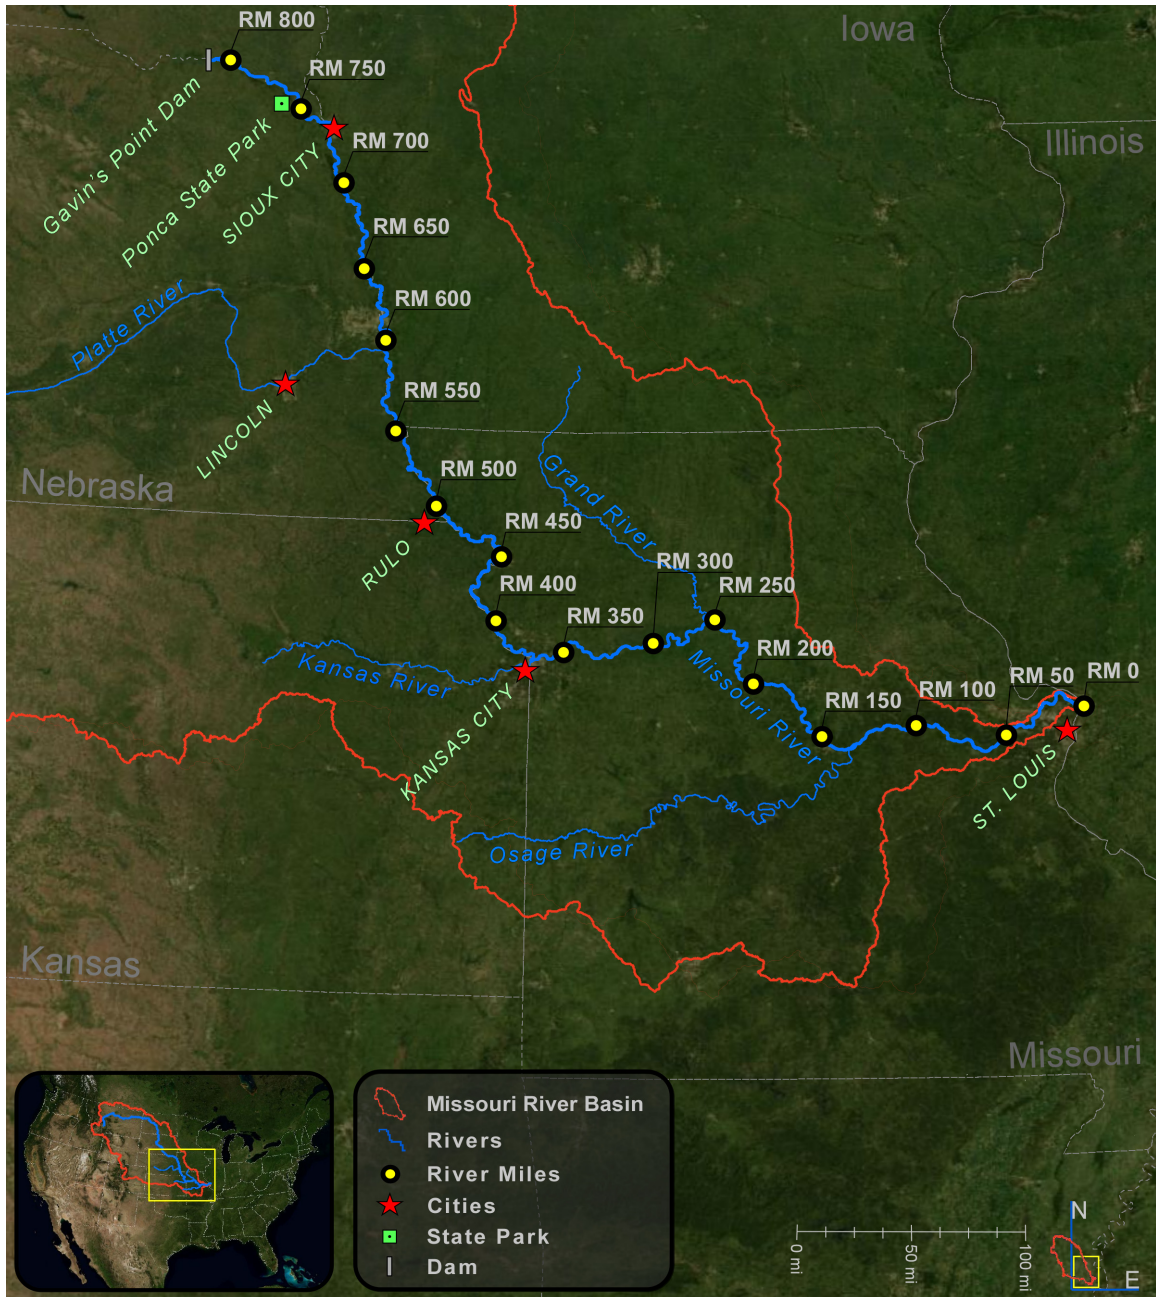 RM 800
Iowa
RM 750
Gavin's Point Dam
Ponca State Park
SIOUX CITY
RM 700
Illinois
RM 650
Platte River
RM 600
RM 550
LINCOLN
Nebraska
RM 500
Grand River
RM 450
RULO
RM 400
RM 300
RM 250
RM 350
Kansas River
Missouri River
RM 200
RM 50
RM 0
RM 100
RM 150
KANSAS CITY
ST. LOUIS
Osage River
Kansas
Missouri
Missouri River Basin
Rivers
River Miles
Cities
State Park
Dam
0 mi
50 mi
100 mi
N
E